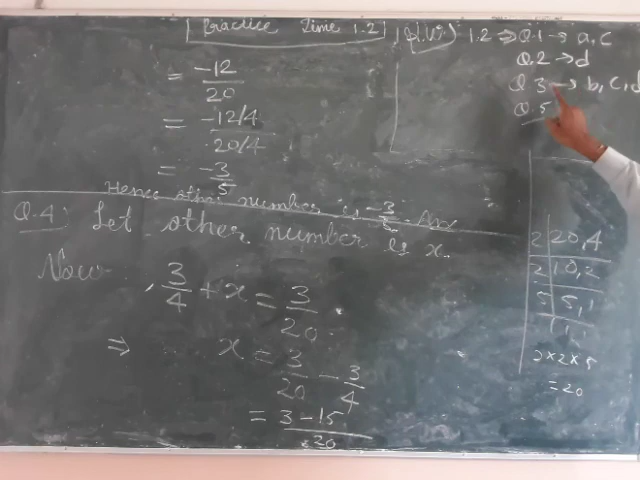 Practice Time 1.2
(H.W.) 1.2 ⇒ Q.1 → a, c
Q.2 → d
Q.3 → b, c, d
Q.5
= -12/20
= -12/4 / 20/4
= -3/5
Hence other number is -3/5 Ans
Q.4: Let other number is x.
Now 3/4 + x = 3/20
⇒ x = 3/20 - 3/4
= 3-15/20
2 | 20, 4
2 | 10, 2
5 | 5, 1
1, 1
2×2×5
= 20